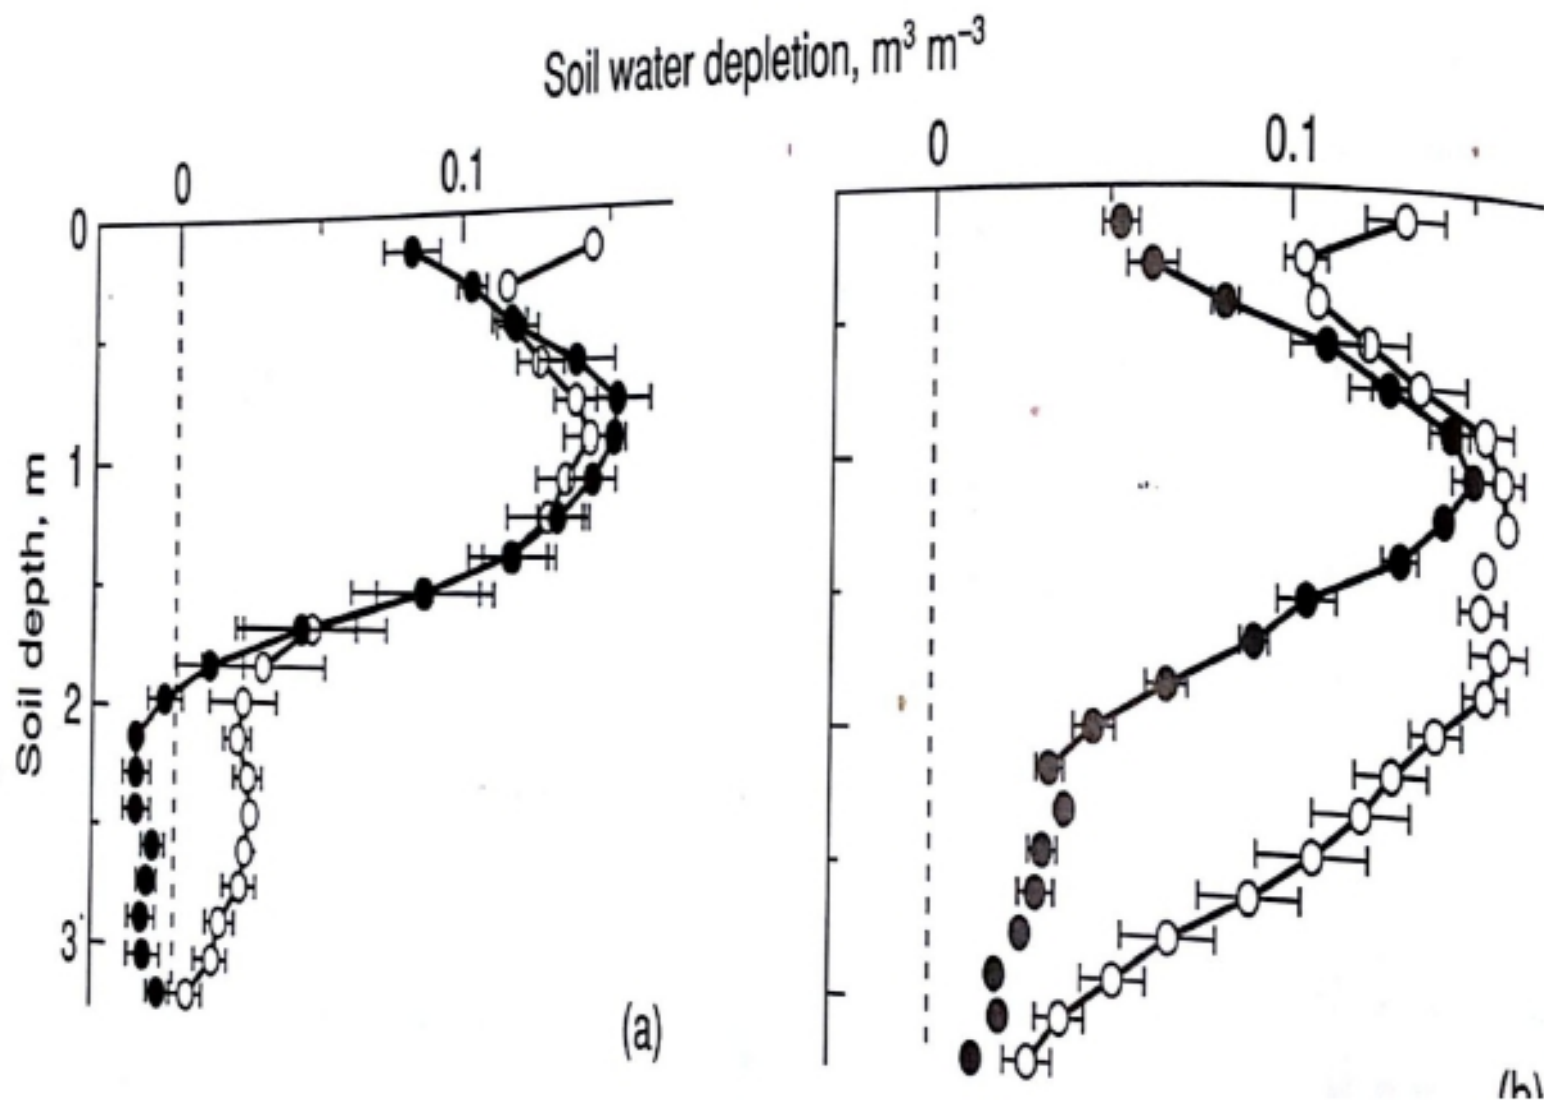 Soil water depletion, m³ m⁻³
0 0.1
0 0.1
0
1
2
3
Soil depth, m
(a)
(b)